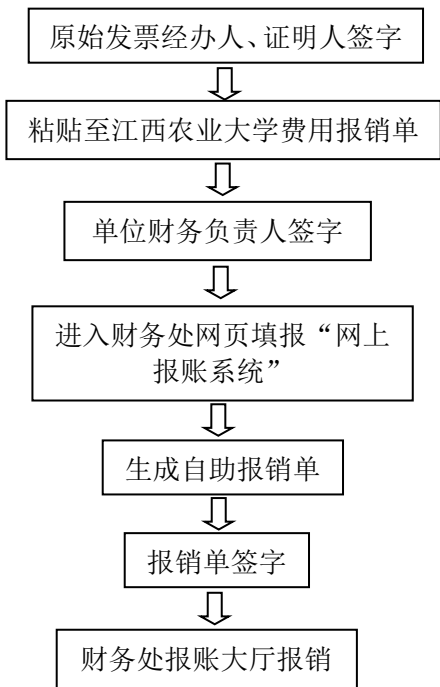 原始发票经办人、证明人签字
粘贴至江西农业大学费用报销单
单位财务负责人签字
进入财务处网页填报“网上
报账系统”
生成自助报销单
报销单签字
财务处报账大厅报销